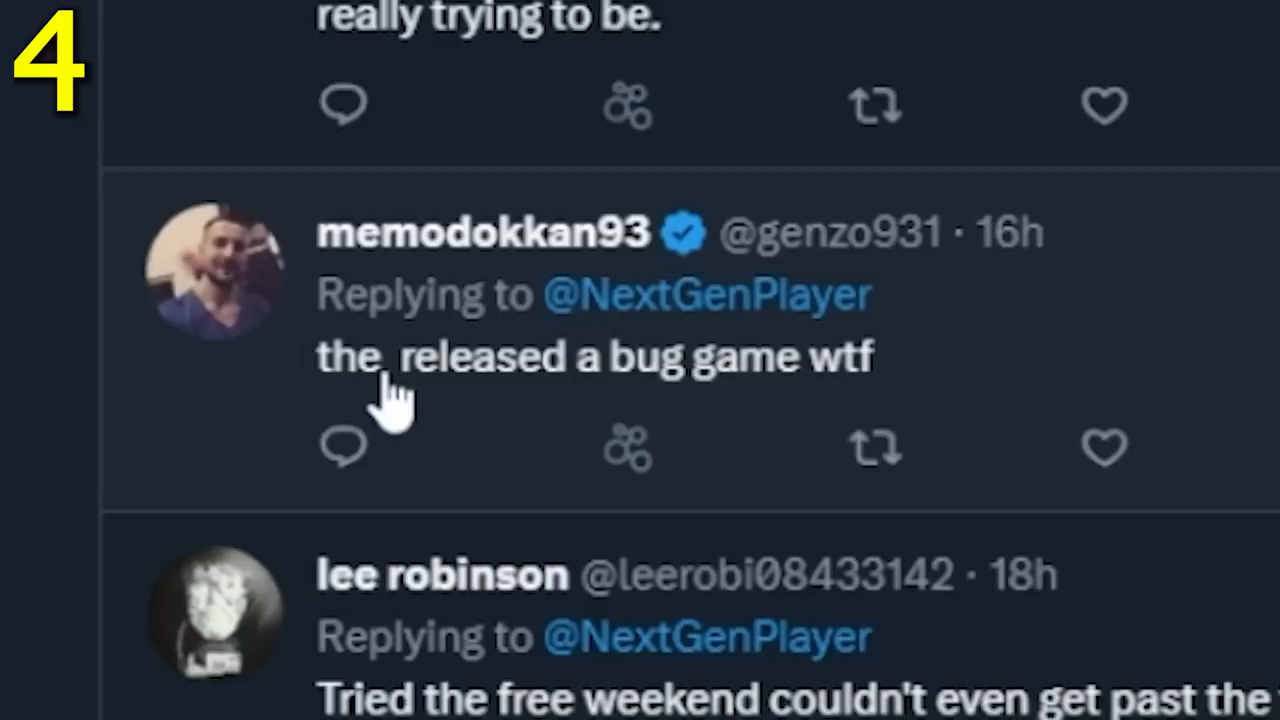 4
really trying to be.
memodokkan93 @genzo931 · 16h
Replying to @NextGenPlayer
the released a bug game wtf
lee robinson @leerobi08433142 · 18h
Replying to @NextGenPlayer
Tried the free weekend couldn't even get past the